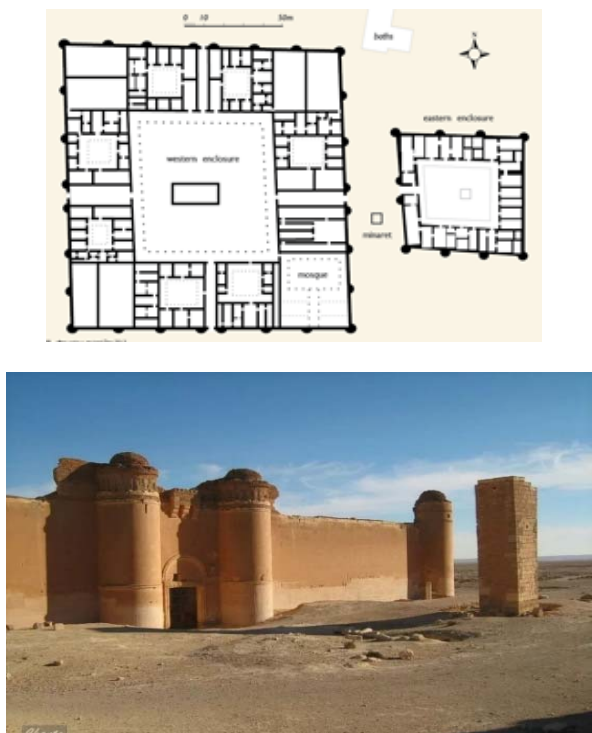 0 10 50m
baths
N
eastern enclosure
western enclosure
minaret
mosque